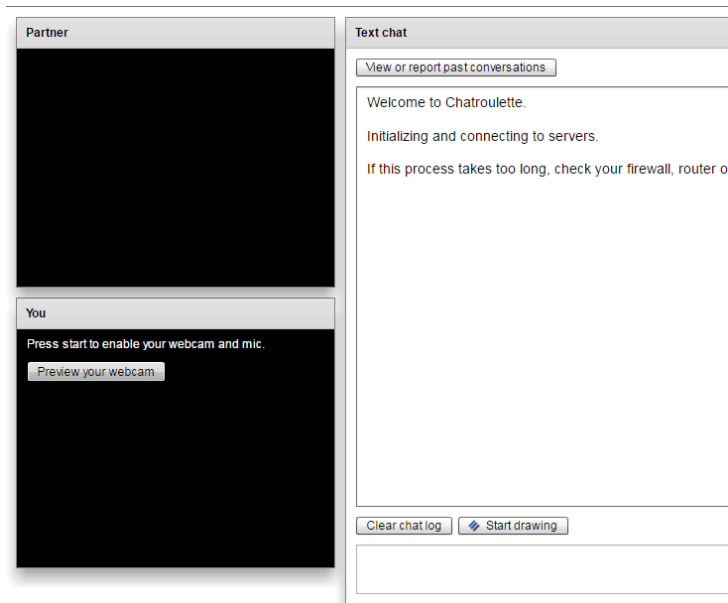 Partner
Text chat
View or report past conversations
Welcome to Chatroulette.
Initializing and connecting to servers.
If this process takes too long, check your firewall, router o
You
Press start to enable your webcam and mic.
Preview your webcam
Clear chat log
Start drawing